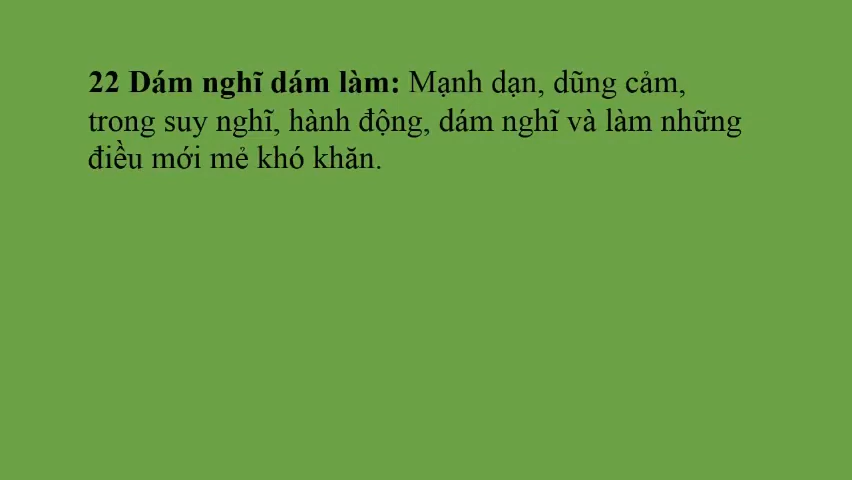 22 Dám nghĩ dám làm: Mạnh dạn, dũng cảm,
trong suy nghĩ, hành động, dám nghĩ và làm những
điều mới mẻ khó khăn.